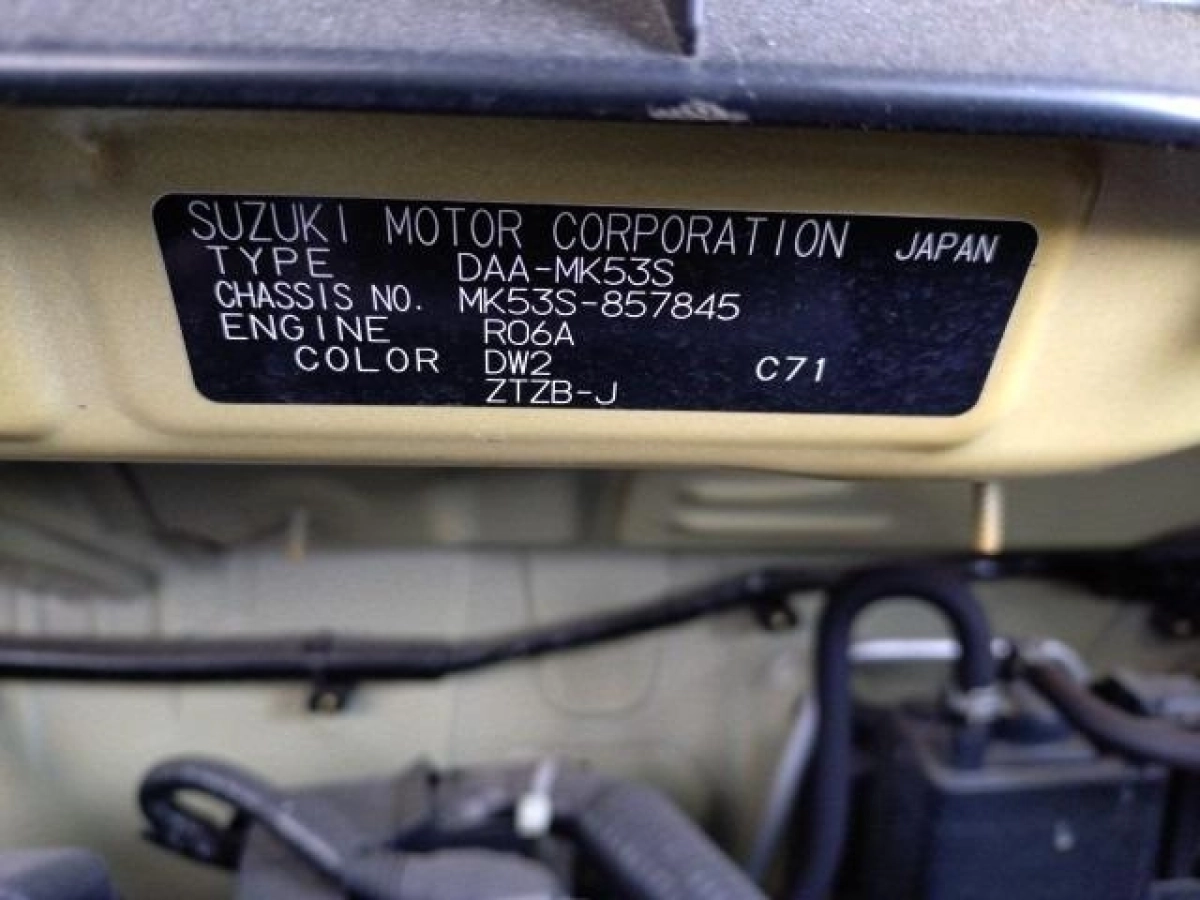 SUZUKI MOTOR CORPORATION JAPAN
TYPE DAA-MK53S
CHASSIS NO. MK53S-857845
ENGINE R06A
COLOR DW2 C71
ZTZB-J